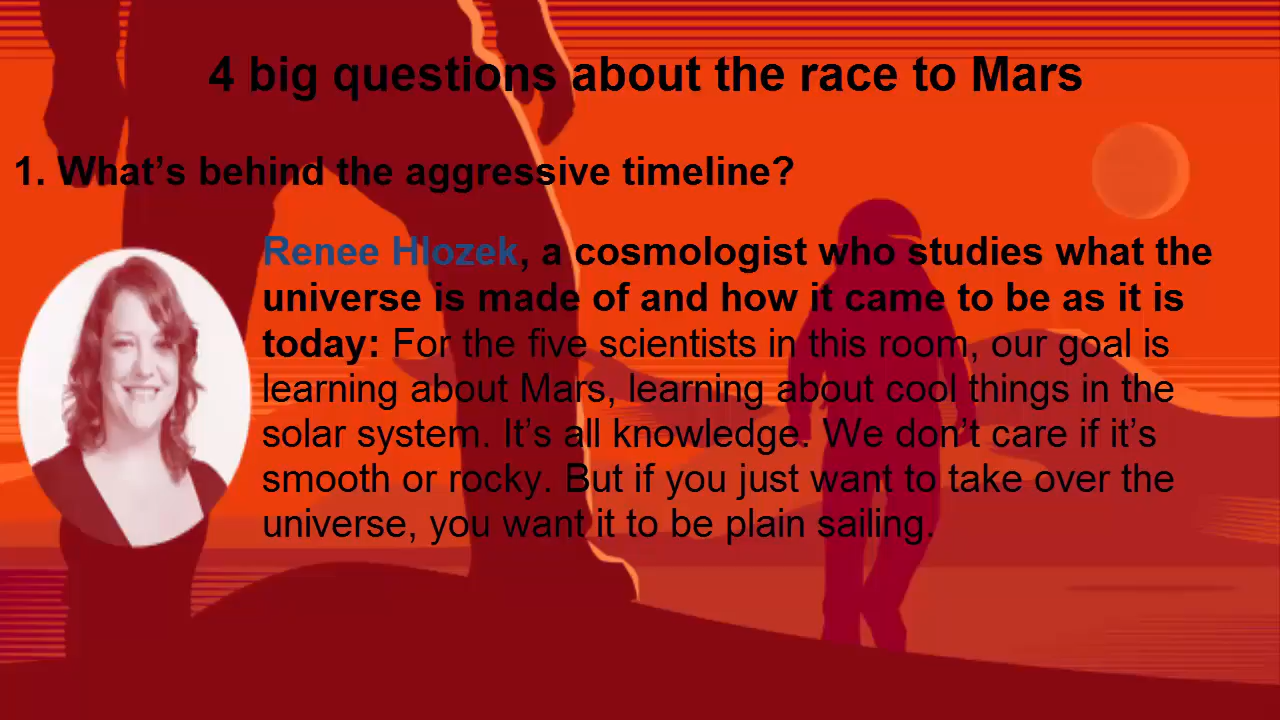 4 big questions about the race to Mars
1. What’s behind the aggressive timeline?
Renee Hlozek, a cosmologist who studies what the
universe is made of and how it came to be as it is
today: For the five scientists in this room, our goal is
learning about Mars, learning about cool things in the
solar system. It’s all knowledge. We don’t care if it’s
smooth or rocky. But if you just want to take over the
universe, you want it to be plain sailing.